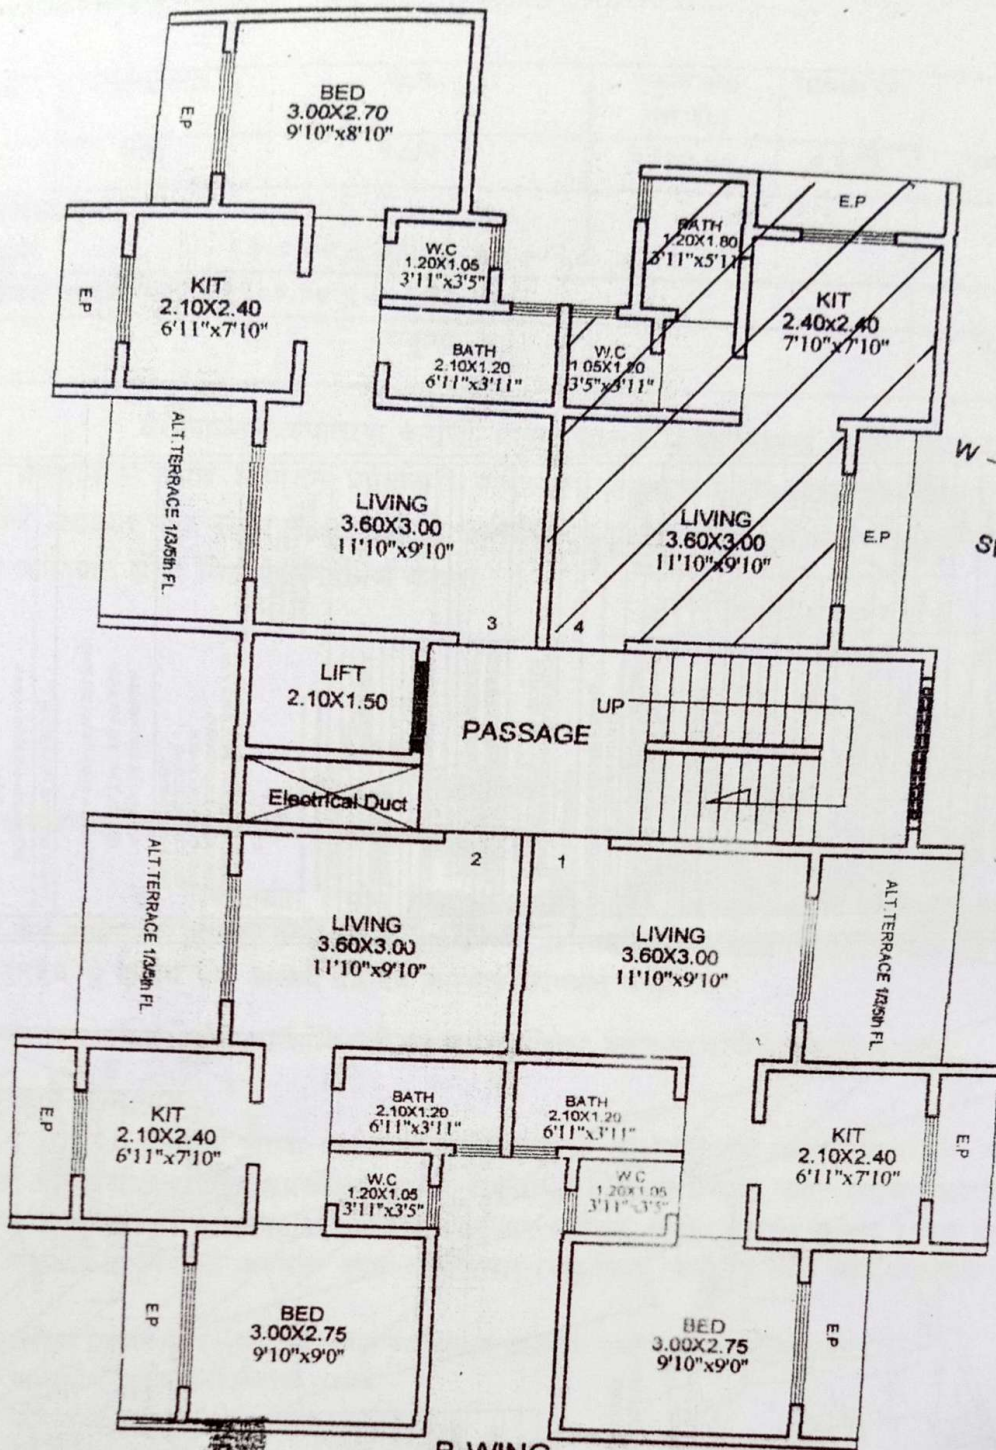 BED
3.00X2.70
9'10"x8'10"
E.P
E.P
BATH
1.20X1.80
3'11"x5'11"
W.C
1.20X1.05
3'11"x3'5"
KIT
2.10X2.40
6'11"x7'10"
E.P
KIT
2.40x2.40
7'10"x7'10"
BATH
2.10X1.20
6'11"x3'11"
W.C
1.05X1.20
3'5"x3'11"
ALT.TERRACE 1/3/5th FL.
LIVING
3.60X3.00
11'10"x9'10"
LIVING
3.60X3.00
11'10"x9'10"
E.P
W
3
4
LIFT
2.10X1.50
UP
PASSAGE
Electrical Duct
2
1
ALT.TERRACE 1/3/5th FL.
LIVING
3.60X3.00
11'10"x9'10"
LIVING
3.60X3.00
11'10"x9'10"
ALT.TERRACE 1/3/5th FL.
E.P
KIT
2.10X2.40
6'11"x7'10"
BATH
2.10X1.20
6'11"x3'11"
BATH
2.10X1.20
6'11"x3'11"
KIT
2.10X2.40
6'11"x7'10"
E.P
W.C
1.20X1.05
3'11"x3'5"
W.C
1.20X1.05
3'11"x3'5"
E.P
BED
3.00X2.75
9'10"x9'0"
BED
3.00X2.75
9'10"x9'0"
E.P
B-WING